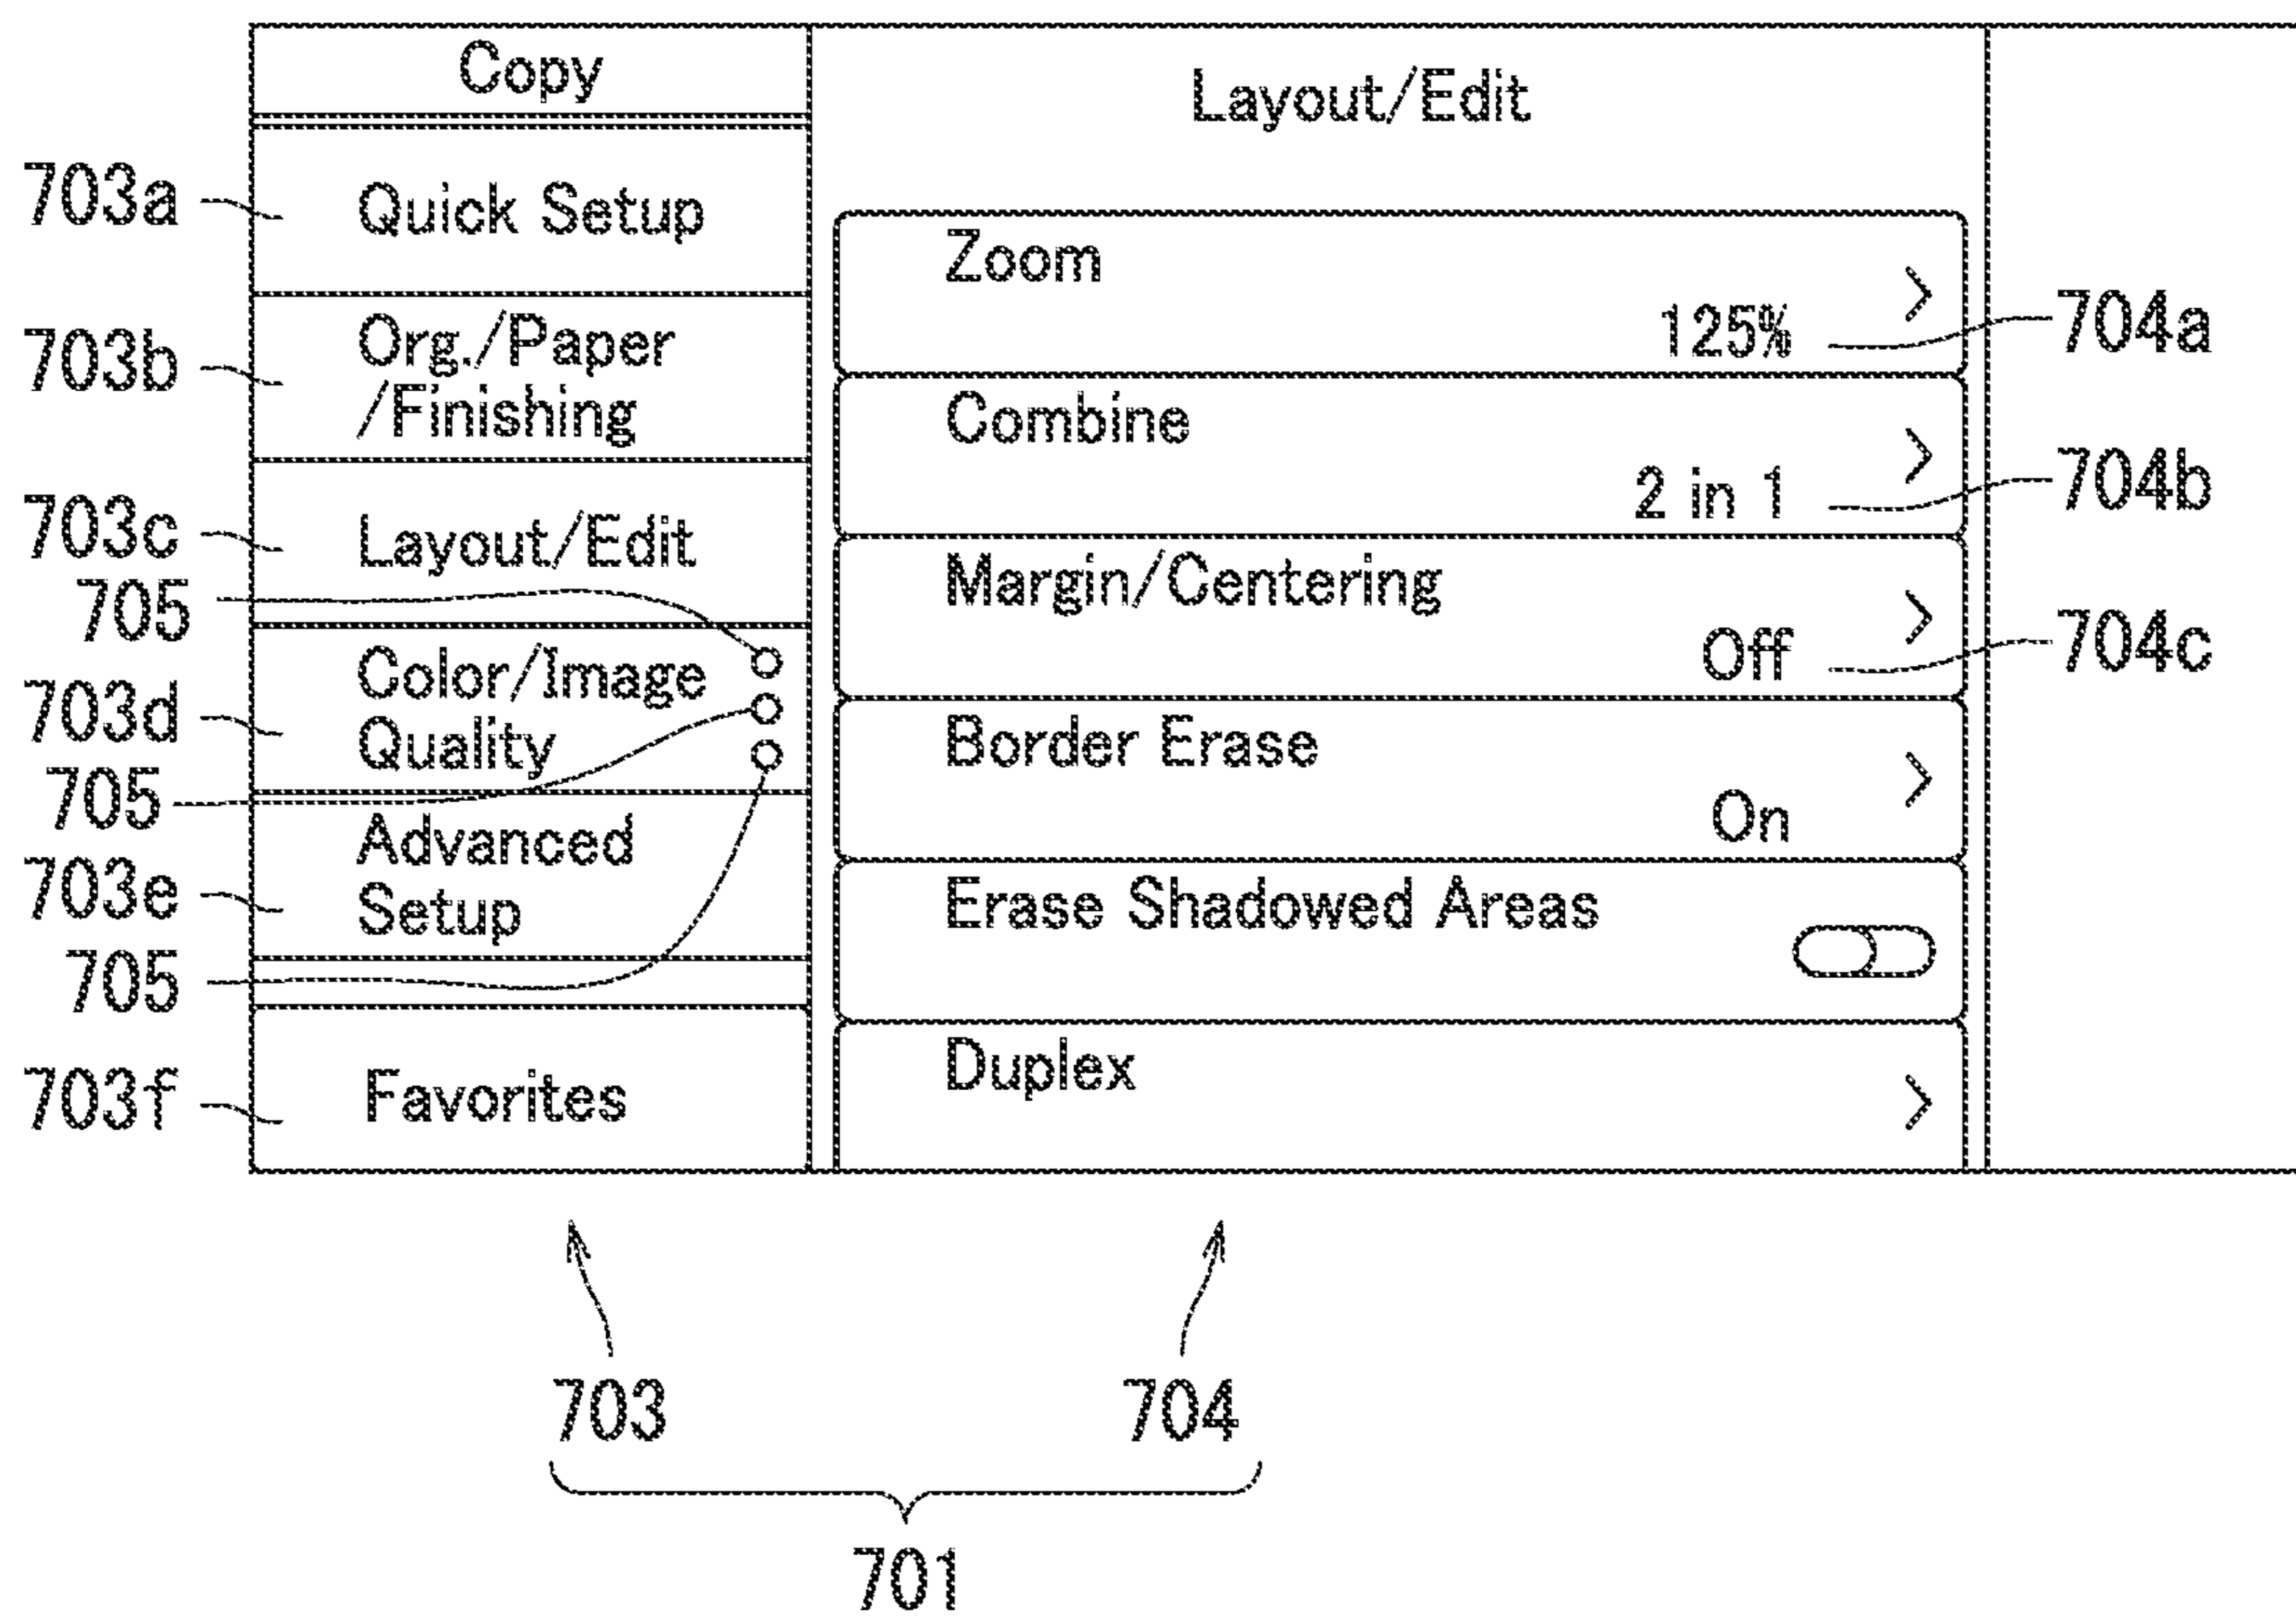 Copy
Layout/Edit
703a
Quick Setup
703b
Org./Paper
/Finishing
703c
Layout/Edit
705
703d
Color/Image
Quality
705
703e
Advanced
Setup
705
703f
Favorites
Zoom
125%
704a
Combine
2 in 1
704b
Margin/Centering
Off
704c
Border Erase
On
Erase Shadowed Areas
Duplex
703
704
701